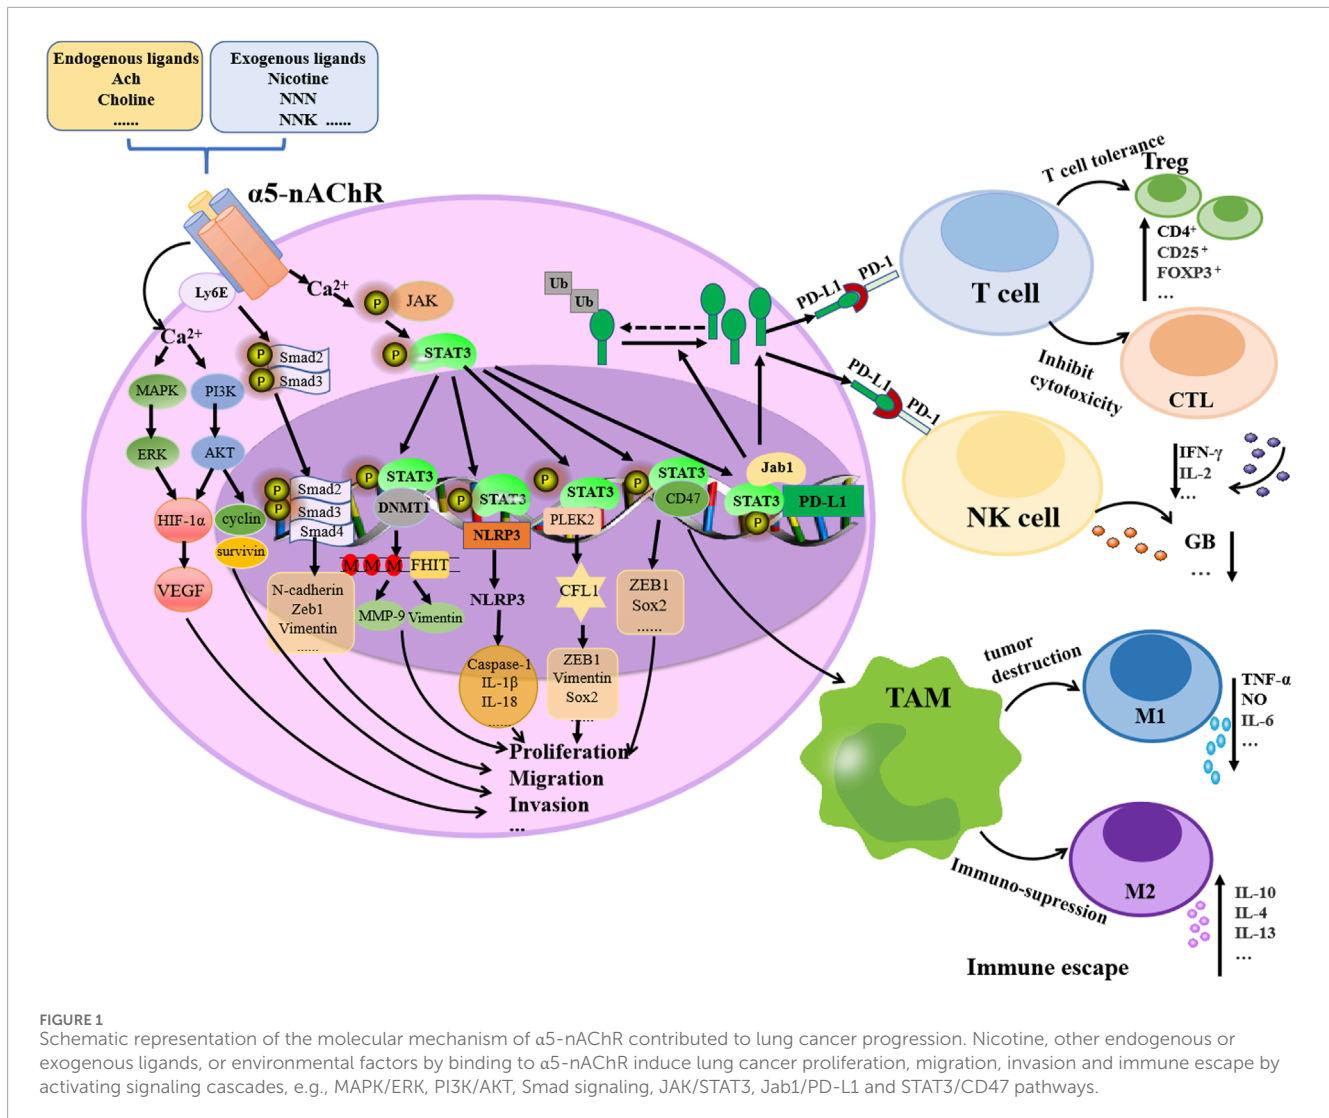 Endogenous ligands
Ach
Choline
......
Exogenous ligands
Nicotine
NNN
NNK ......
α5-nAChR
Ly6E
Ca²⁺
Ca²⁺
P
JAK
P
STAT3
P
Smad2
P
Smad3
MAPK
PI3K
ERK
AKT
HIF-1α
cyclin
survivin
VEGF
P
Smad2
P
Smad3
Smad4
N-cadherin
Zeb1
Vimentin
......
P
STAT3
DNMT1
M M M FHIT
MMP-9
Vimentin
P
STAT3
NLRP3
NLRP3
Caspase-1
IL-1β
IL-18
......
P
STAT3
PLEK2
CFL1
ZEB1
Vimentin
Sox2
......
P
STAT3
CD47
ZEB1
Sox2
......
Jab1
STAT3
PD-L1
P
Ub
Ub
Proliferation
Migration
Invasion
...
PD-L1
PD-1
PD-L1
PD-1
T cell
T cell tolerance
Treg
CD4⁺
CD25⁺
FOXP3⁺
...
Inhibit
cytotoxicity
CTL
IFN-γ
IL-2
...
NK cell
GB
...
TAM
tumor
destruction
M1
TNF-α
NO
IL-6
...
Immuno-supression
M2
IL-10
IL-4
IL-13
...
Immune escape
FIGURE 1
Schematic representation of the molecular mechanism of α5-nAChR contributed to lung cancer progression. Nicotine, other endogenous or
exogenous ligands, or environmental factors by binding to α5-nAChR induce lung cancer proliferation, migration, invasion and immune escape by
activating signaling cascades, e.g., MAPK/ERK, PI3K/AKT, Smad signaling, JAK/STAT3, Jab1/PD-L1 and STAT3/CD47 pathways.